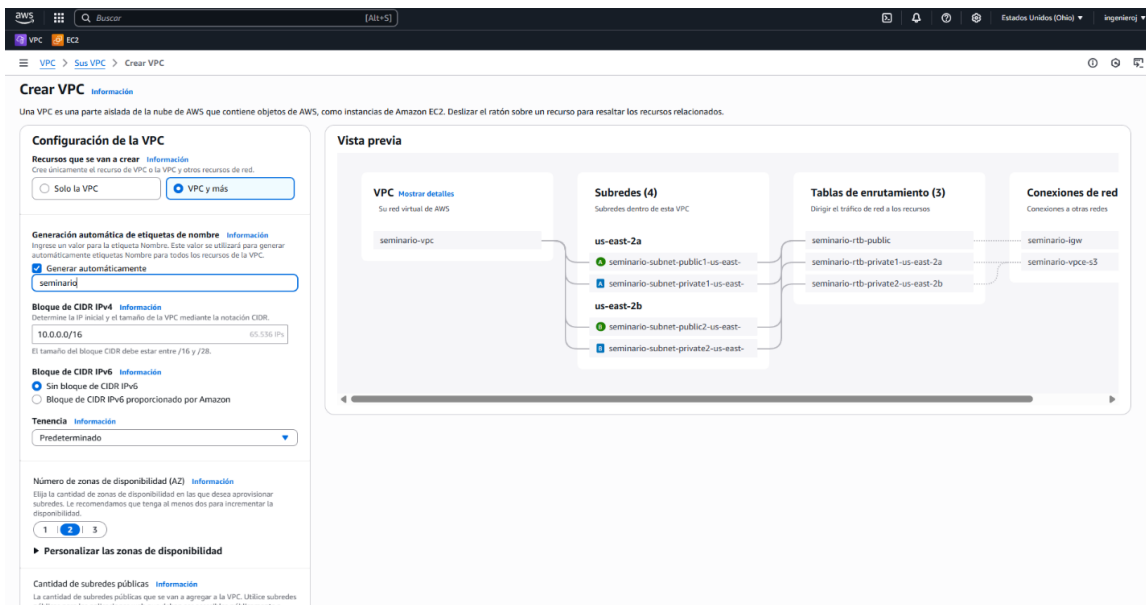 aws
Buscar
[Alt+S]
Estados Unidos (Ohio)
ingenieroj
VPC
EC2
VPC > Sus VPC > Crear VPC
Crear VPC Información
Una VPC es una parte aislada de la nube de AWS que contiene objetos de AWS, como instancias de Amazon EC2. Deslizar el ratón sobre un recurso para resaltar los recursos relacionados.
Configuración de la VPC
Recursos que se van a crear Información
Cree únicamente el recurso de VPC o la VPC y otros recursos de red.
Solo la VPC
VPC y más
Generación automática de etiquetas de nombre Información
Ingrese un valor para la etiqueta Nombre. Este valor se utilizará para generar
automáticamente etiquetas Nombre para todos los recursos de la VPC.
Generar automáticamente
seminario
Bloque de CIDR IPv4 Información
Determine la IP inicial y el tamaño de la VPC mediante la notación CIDR.
10.0.0.0/16
65.536 IPs
El tamaño del bloque CIDR debe estar entre /16 y /28.
Bloque de CIDR IPv6 Información
Sin bloque de CIDR IPv6
Bloque de CIDR IPv6 proporcionado por Amazon
Tenencia Información
Predeterminado
Número de zonas de disponibilidad (AZ) Información
Elija la cantidad de zonas de disponibilidad en las que desea aprovisionar
subredes. Le recomendamos que tenga al menos dos para incrementar la
disponibilidad.
1 2 3
Personalizar las zonas de disponibilidad
Cantidad de subredes públicas Información
La cantidad de subredes públicas que se van a agregar a la VPC. Utilice subredes
Vista previa
VPC Mostrar detalles
Su red virtual de AWS
seminario-vpc
Subredes (4)
Subredes dentro de esta VPC
us-east-2a
A seminario-subnet-public1-us-east-
A seminario-subnet-private1-us-east-
us-east-2b
B seminario-subnet-public2-us-east-
B seminario-subnet-private2-us-east-
Tablas de enrutamiento (3)
Dirigir el tráfico de red a los recursos
seminario-rtb-public
seminario-rtb-private1-us-east-2a
seminario-rtb-private2-us-east-2b
Conexiones de red
Conexiones a otras redes
seminario-igw
seminario-vpce-s3